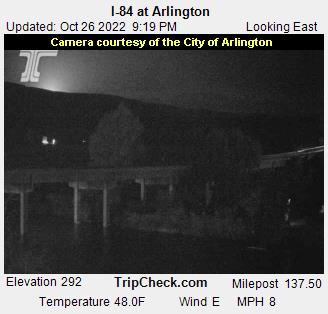 I-84 at Arlington
Updated: Oct 26 2022 9:19 PM Looking East
Camera courtesy of the City of Arlington
Elevation 292 TripCheck.com Milepost 137.50
Temperature 48.0F Wind E MPH 8